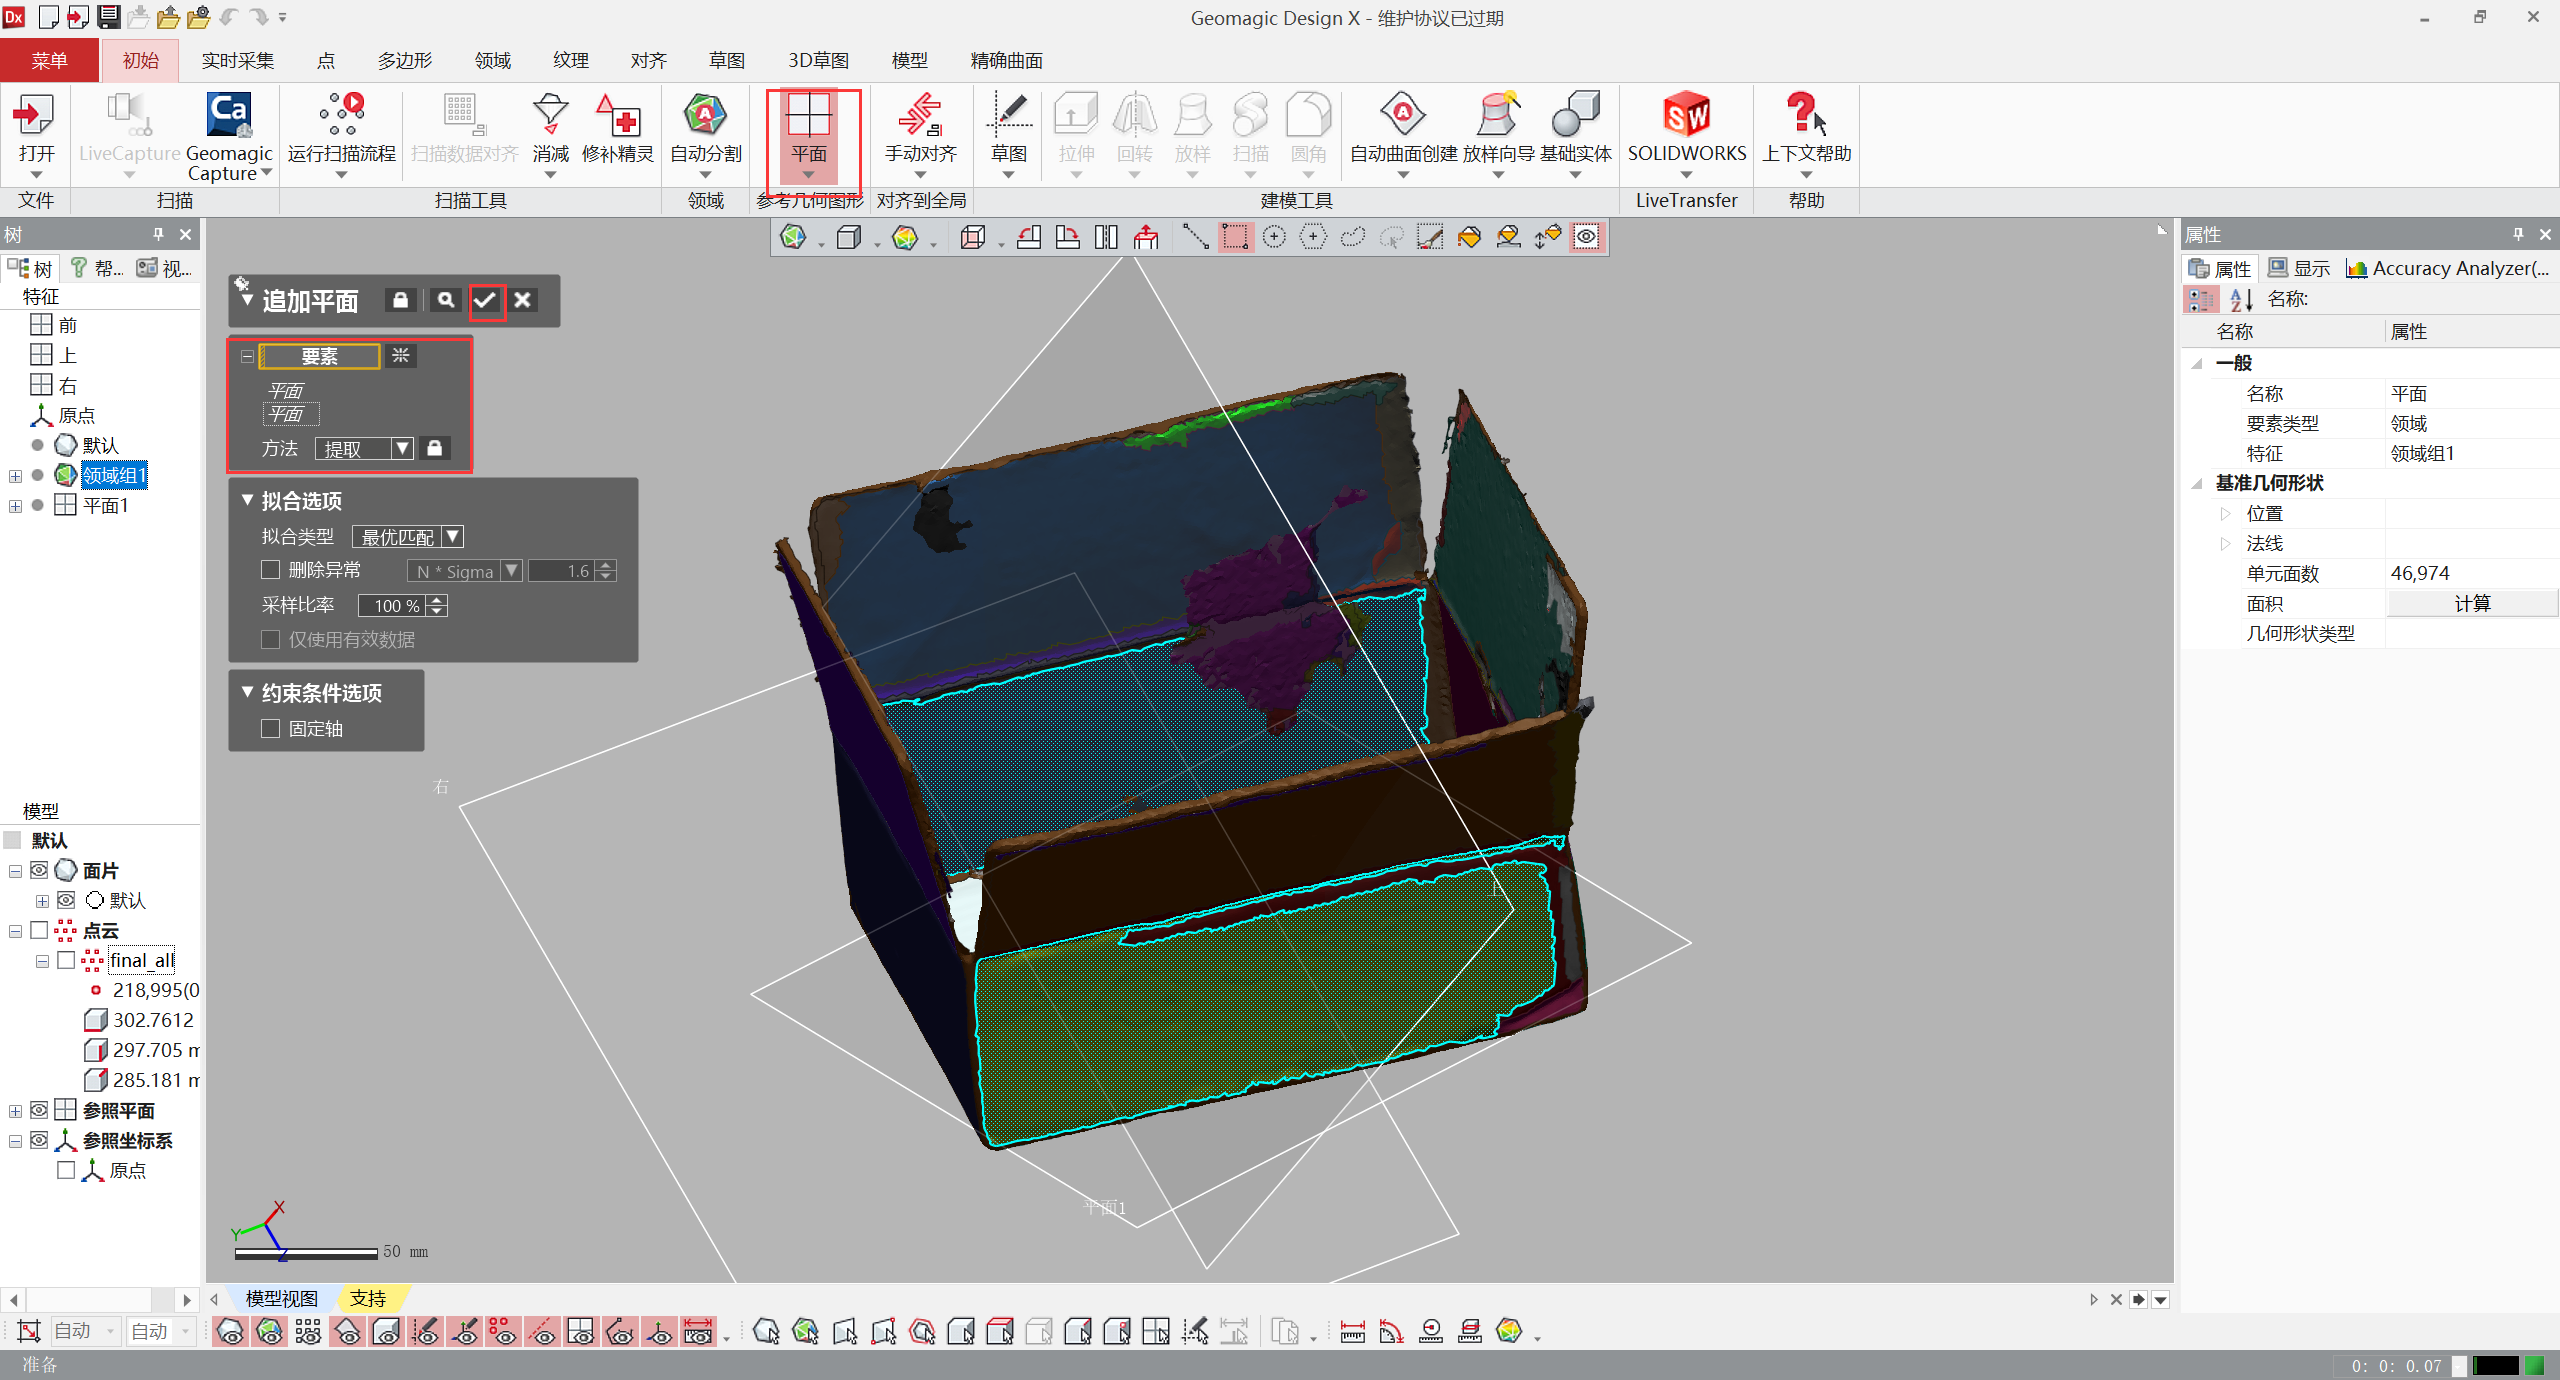 Dx
Geomagic Design X - 维护协议已过期
菜单 初始 实时采集 点 多边形 领域 纹理 对齐 草图 3D草图 模型 精确曲面
Ca
SW
打开 LiveCapture Geomagic Capture 运行扫描流程 扫描数据对齐 消减 修补精灵 自动分割 平面 手动对齐 草图 拉伸 回转 放样 扫描 圆角 自动曲面创建 放样向导 基础实体 SOLIDWORKS 上下文帮助
文件 扫描 扫描工具 领域 参考几何图形 对齐到全局 建模工具 LiveTransfer 帮助
树
树 帮... 视...
特征
前
上
右
原点
默认
领域组1
平面1
模型
默认
面片
默认
点云
final_all
218,995(0
302.7612
297.705 m
285.181 m
参照平面
参照坐标系
原点
追加平面
要素
平面
平面
方法 提取
拟合选项
拟合类型 最优匹配
删除异常 N * Sigma 1.6
采样比率 100 %
仅使用有效数据
约束条件选项
固定轴
右
平面1
X
Y
Z
50 mm
属性
属性 显示 Accuracy Analyzer(...
名称:
名称 属性
一般
名称 平面
要素类型 领域
特征 领域组1
基准几何形状
位置
法线
单元面数 46,974
面积 计算
几何形状类型
模型视图 支持
自动 自动
准备
0: 0: 0.07